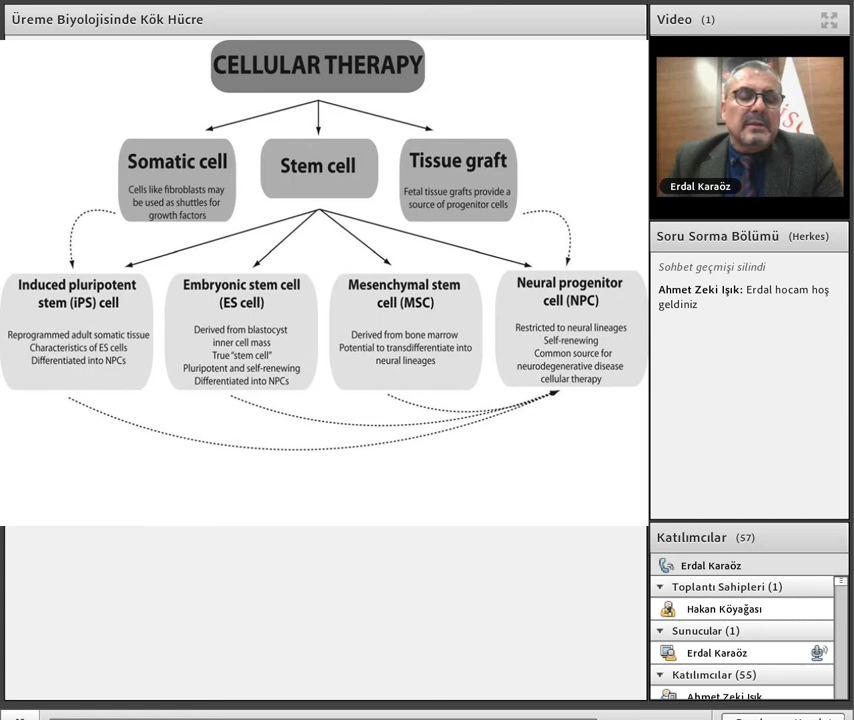 Üreme Biyolojisinde Kök Hücre
CELLULAR THERAPY
Somatic cell
Cells like fibroblasts may
be used as shuttles for
growth factors
Stem cell
Tissue graft
Fetal tissue grafts provide a
source of progenitor cells
Induced pluripotent
stem (iPS) cell
Reprogrammed adult somatic tissue
Characteristics of ES cells
Differentiated into NPCs
Embryonic stem cell
(ES cell)
Derived from blastocyst
inner cell mass
True "stem cell"
Pluripotent and self-renewing
Differentiated into NPCs
Mesenchymal stem
cell (MSC)
Derived from bone marrow
Potential to transdifferentiate into
neural lineages
Neural progenitor
cell (NPC)
Restricted to neural lineages
Self-renewing
Common source for
neurodegenerative disease
cellular therapy
Video (1)
Erdal Karaöz
Soru Sorma Bölümü (Herkes)
Sohbet geçmişi silindi
Ahmet Zeki Işık: Erdal hocam hoş
geldiniz
Katılımcılar (57)
Erdal Karaöz
Toplantı Sahipleri (1)
Hakan Köyağası
Sunucular (1)
Erdal Karaöz
Katılımcılar (55)
Ahmet Zeki Işık